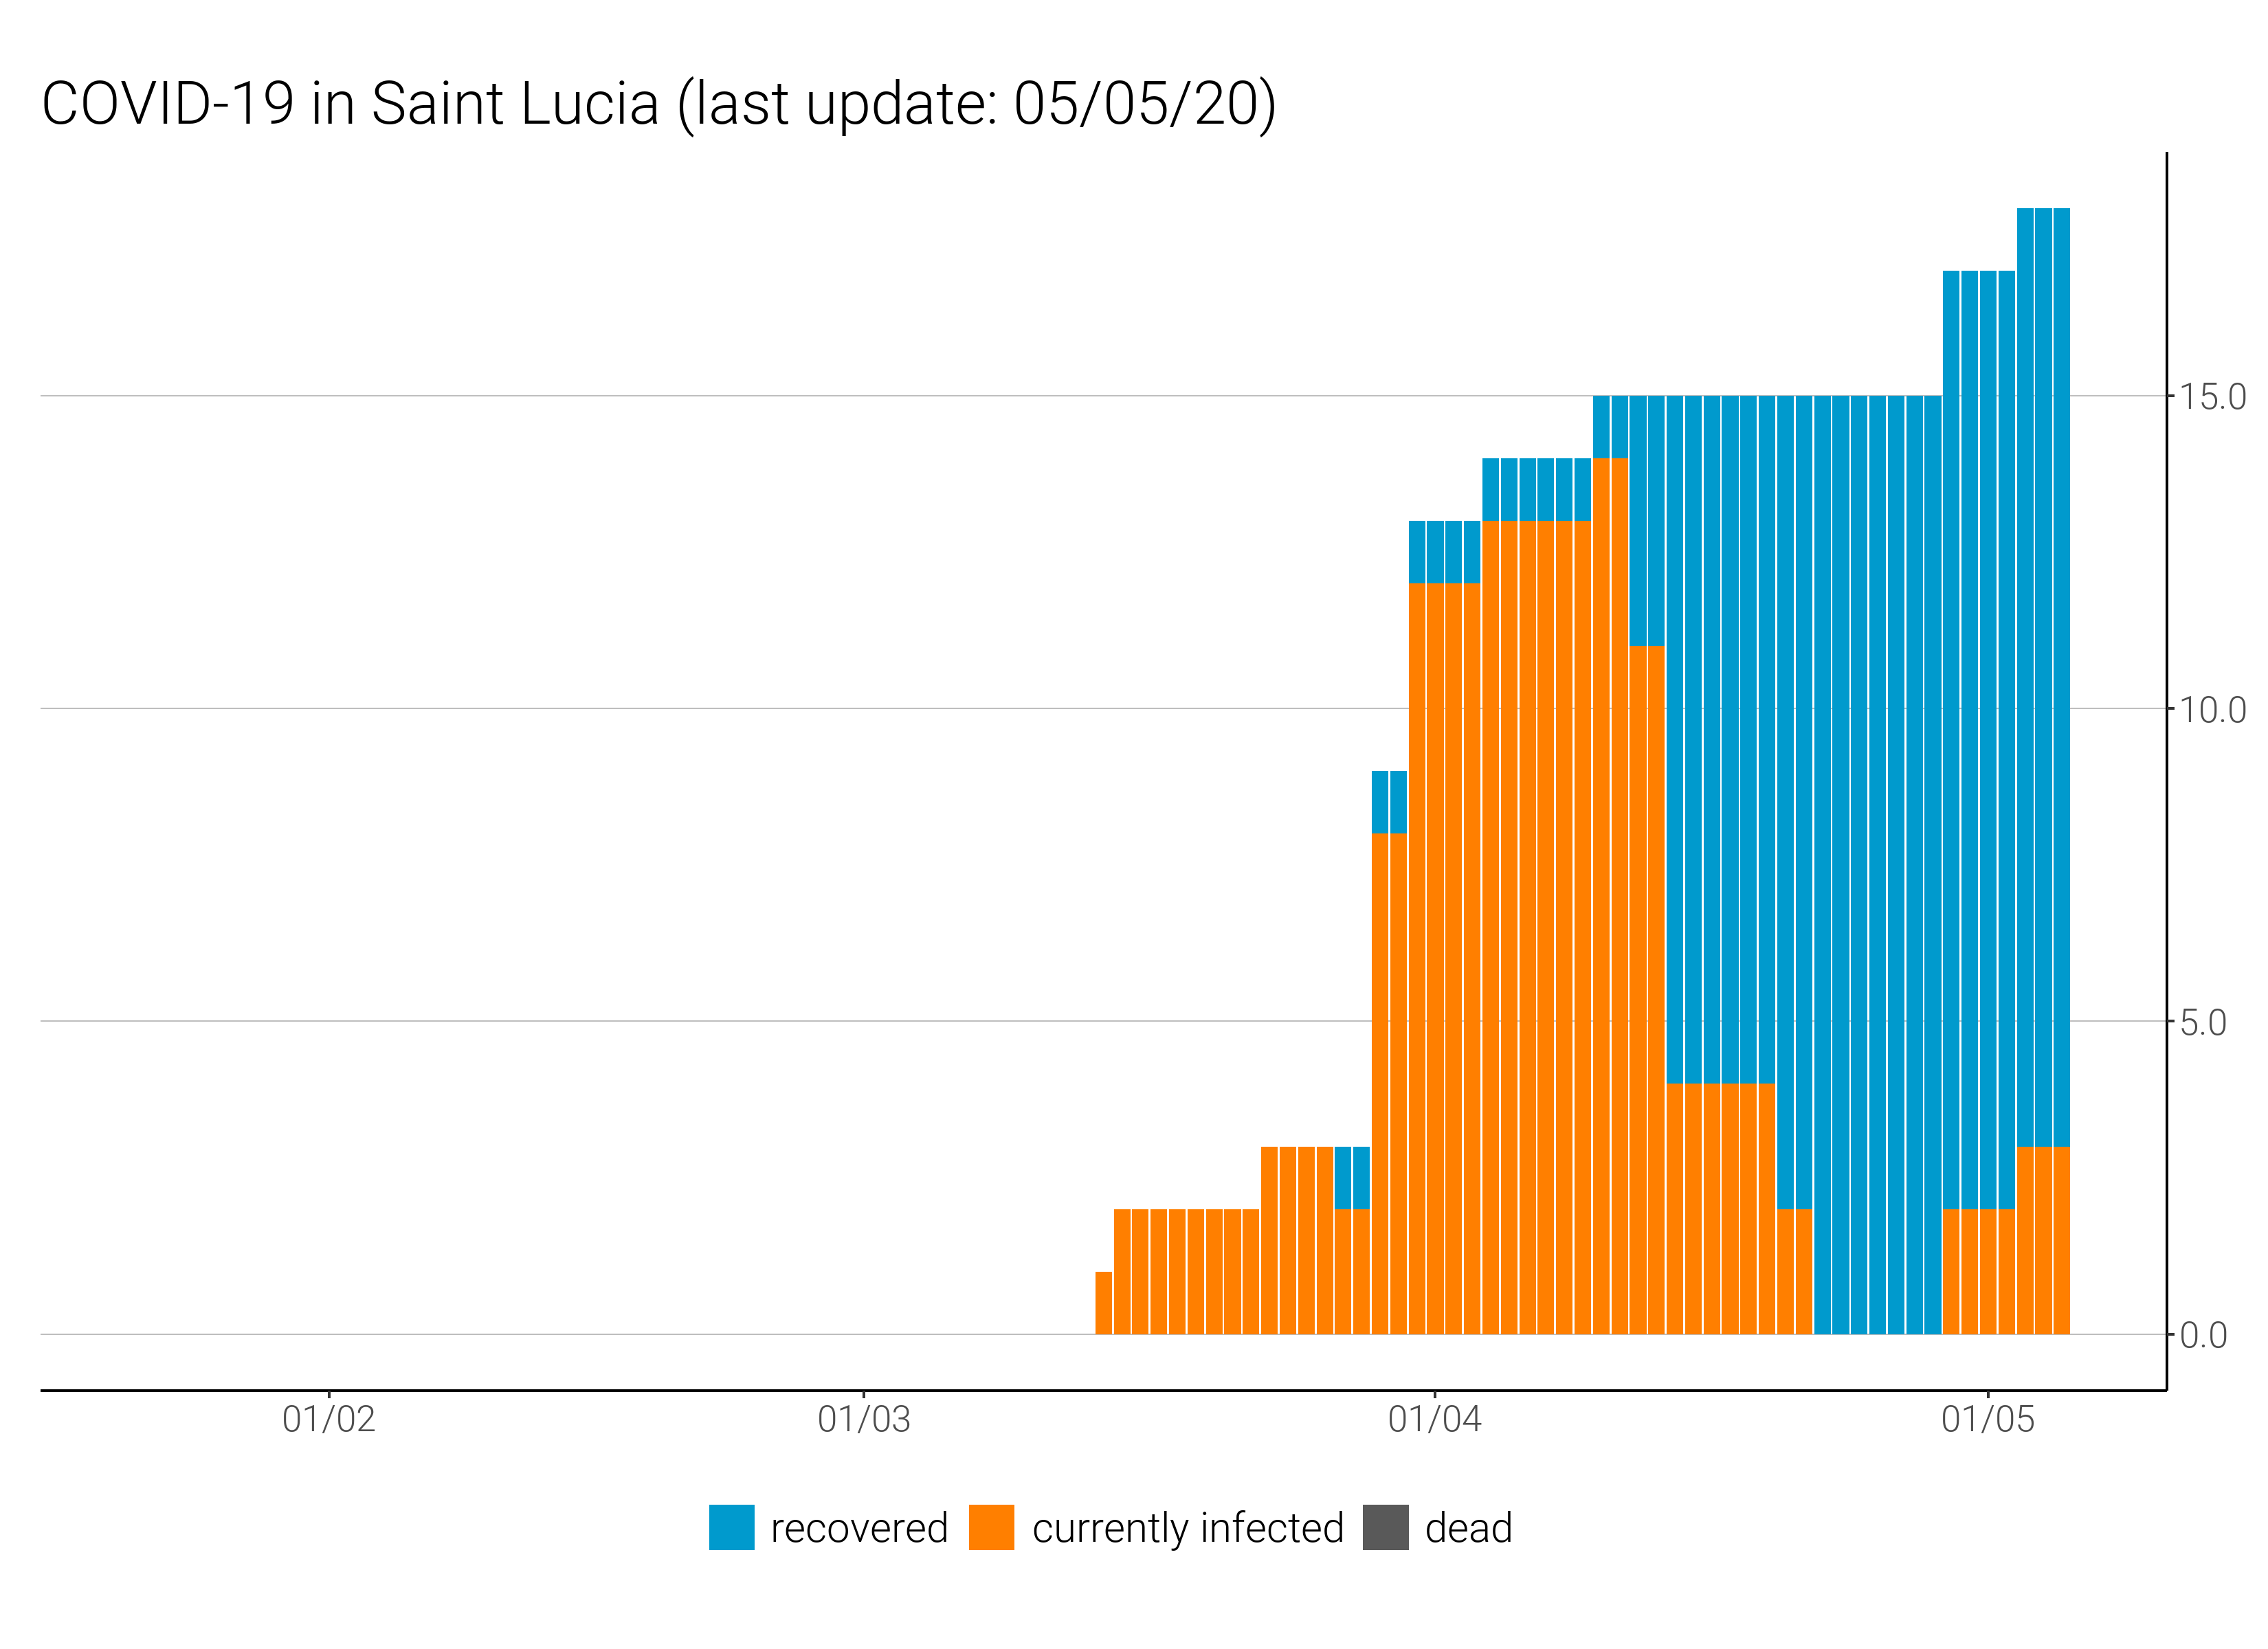 COVID-19 in Saint Lucia (last update: 05/05/20)
15.0
10.0
5.0
0.0
01/02 01/03 01/04 01/05
recovered currently infected dead